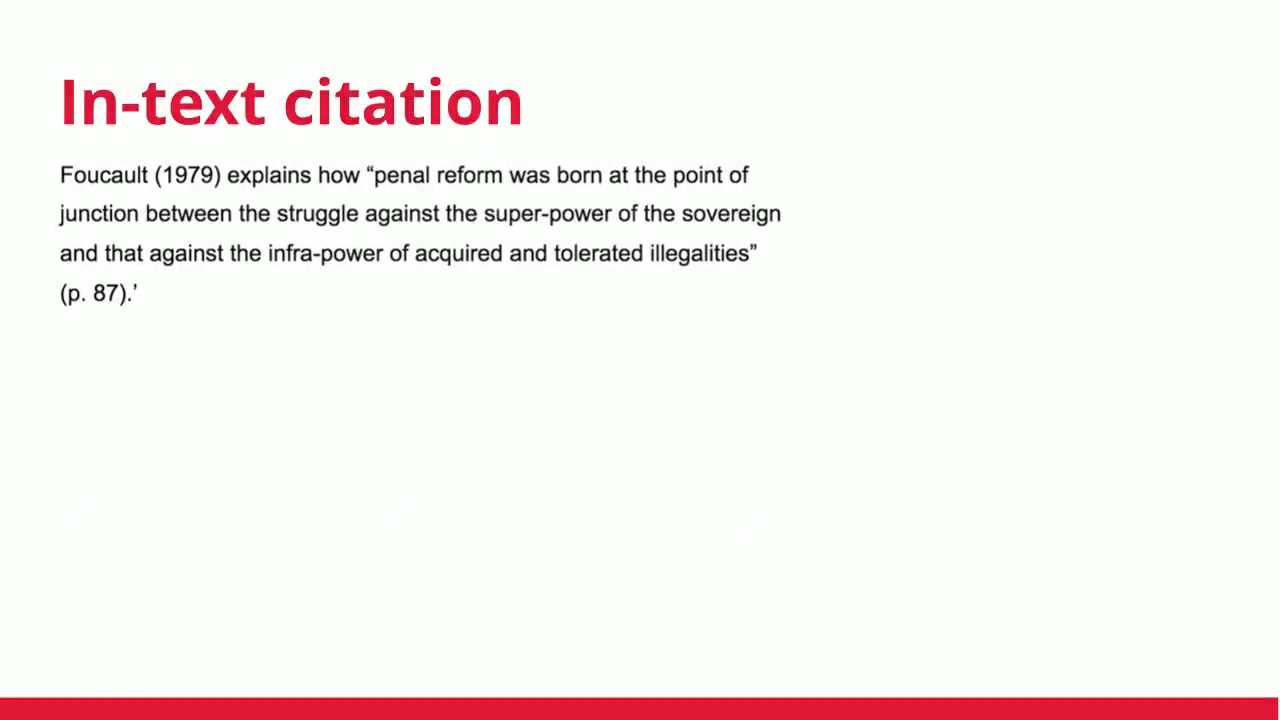 In-text citation
Foucault (1979) explains how “penal reform was born at the point of
junction between the struggle against the super-power of the sovereign
and that against the infra-power of acquired and tolerated illegalities”
(p. 87).’